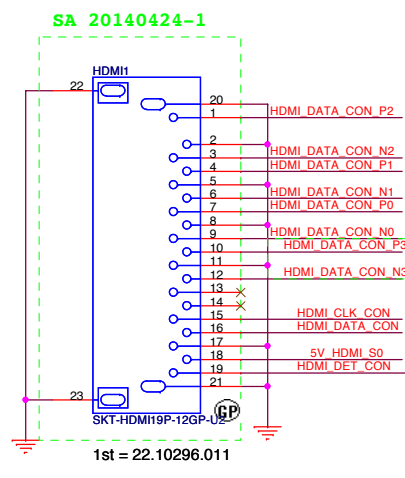 SA 20140424-1
HDMI1
22
20
1 HDMI_DATA_CON_P2
2
3 HDMI_DATA_CON_N2
4 HDMI_DATA_CON_P1
5
6 HDMI_DATA_CON_N1
7 HDMI_DATA_CON_P0
8
9 HDMI_DATA_CON_N0
10 HDMI_DATA_CON_P3
11
12 HDMI_DATA_CON_N3
13
14
15 HDMI_CLK_CON
16 HDMI_DATA_CON
17
18 5V_HDMI_S0
19 HDMI_DET_CON
21
23
SKT-HDMI19P-12GP-U2
GP
1st = 22.10296.011